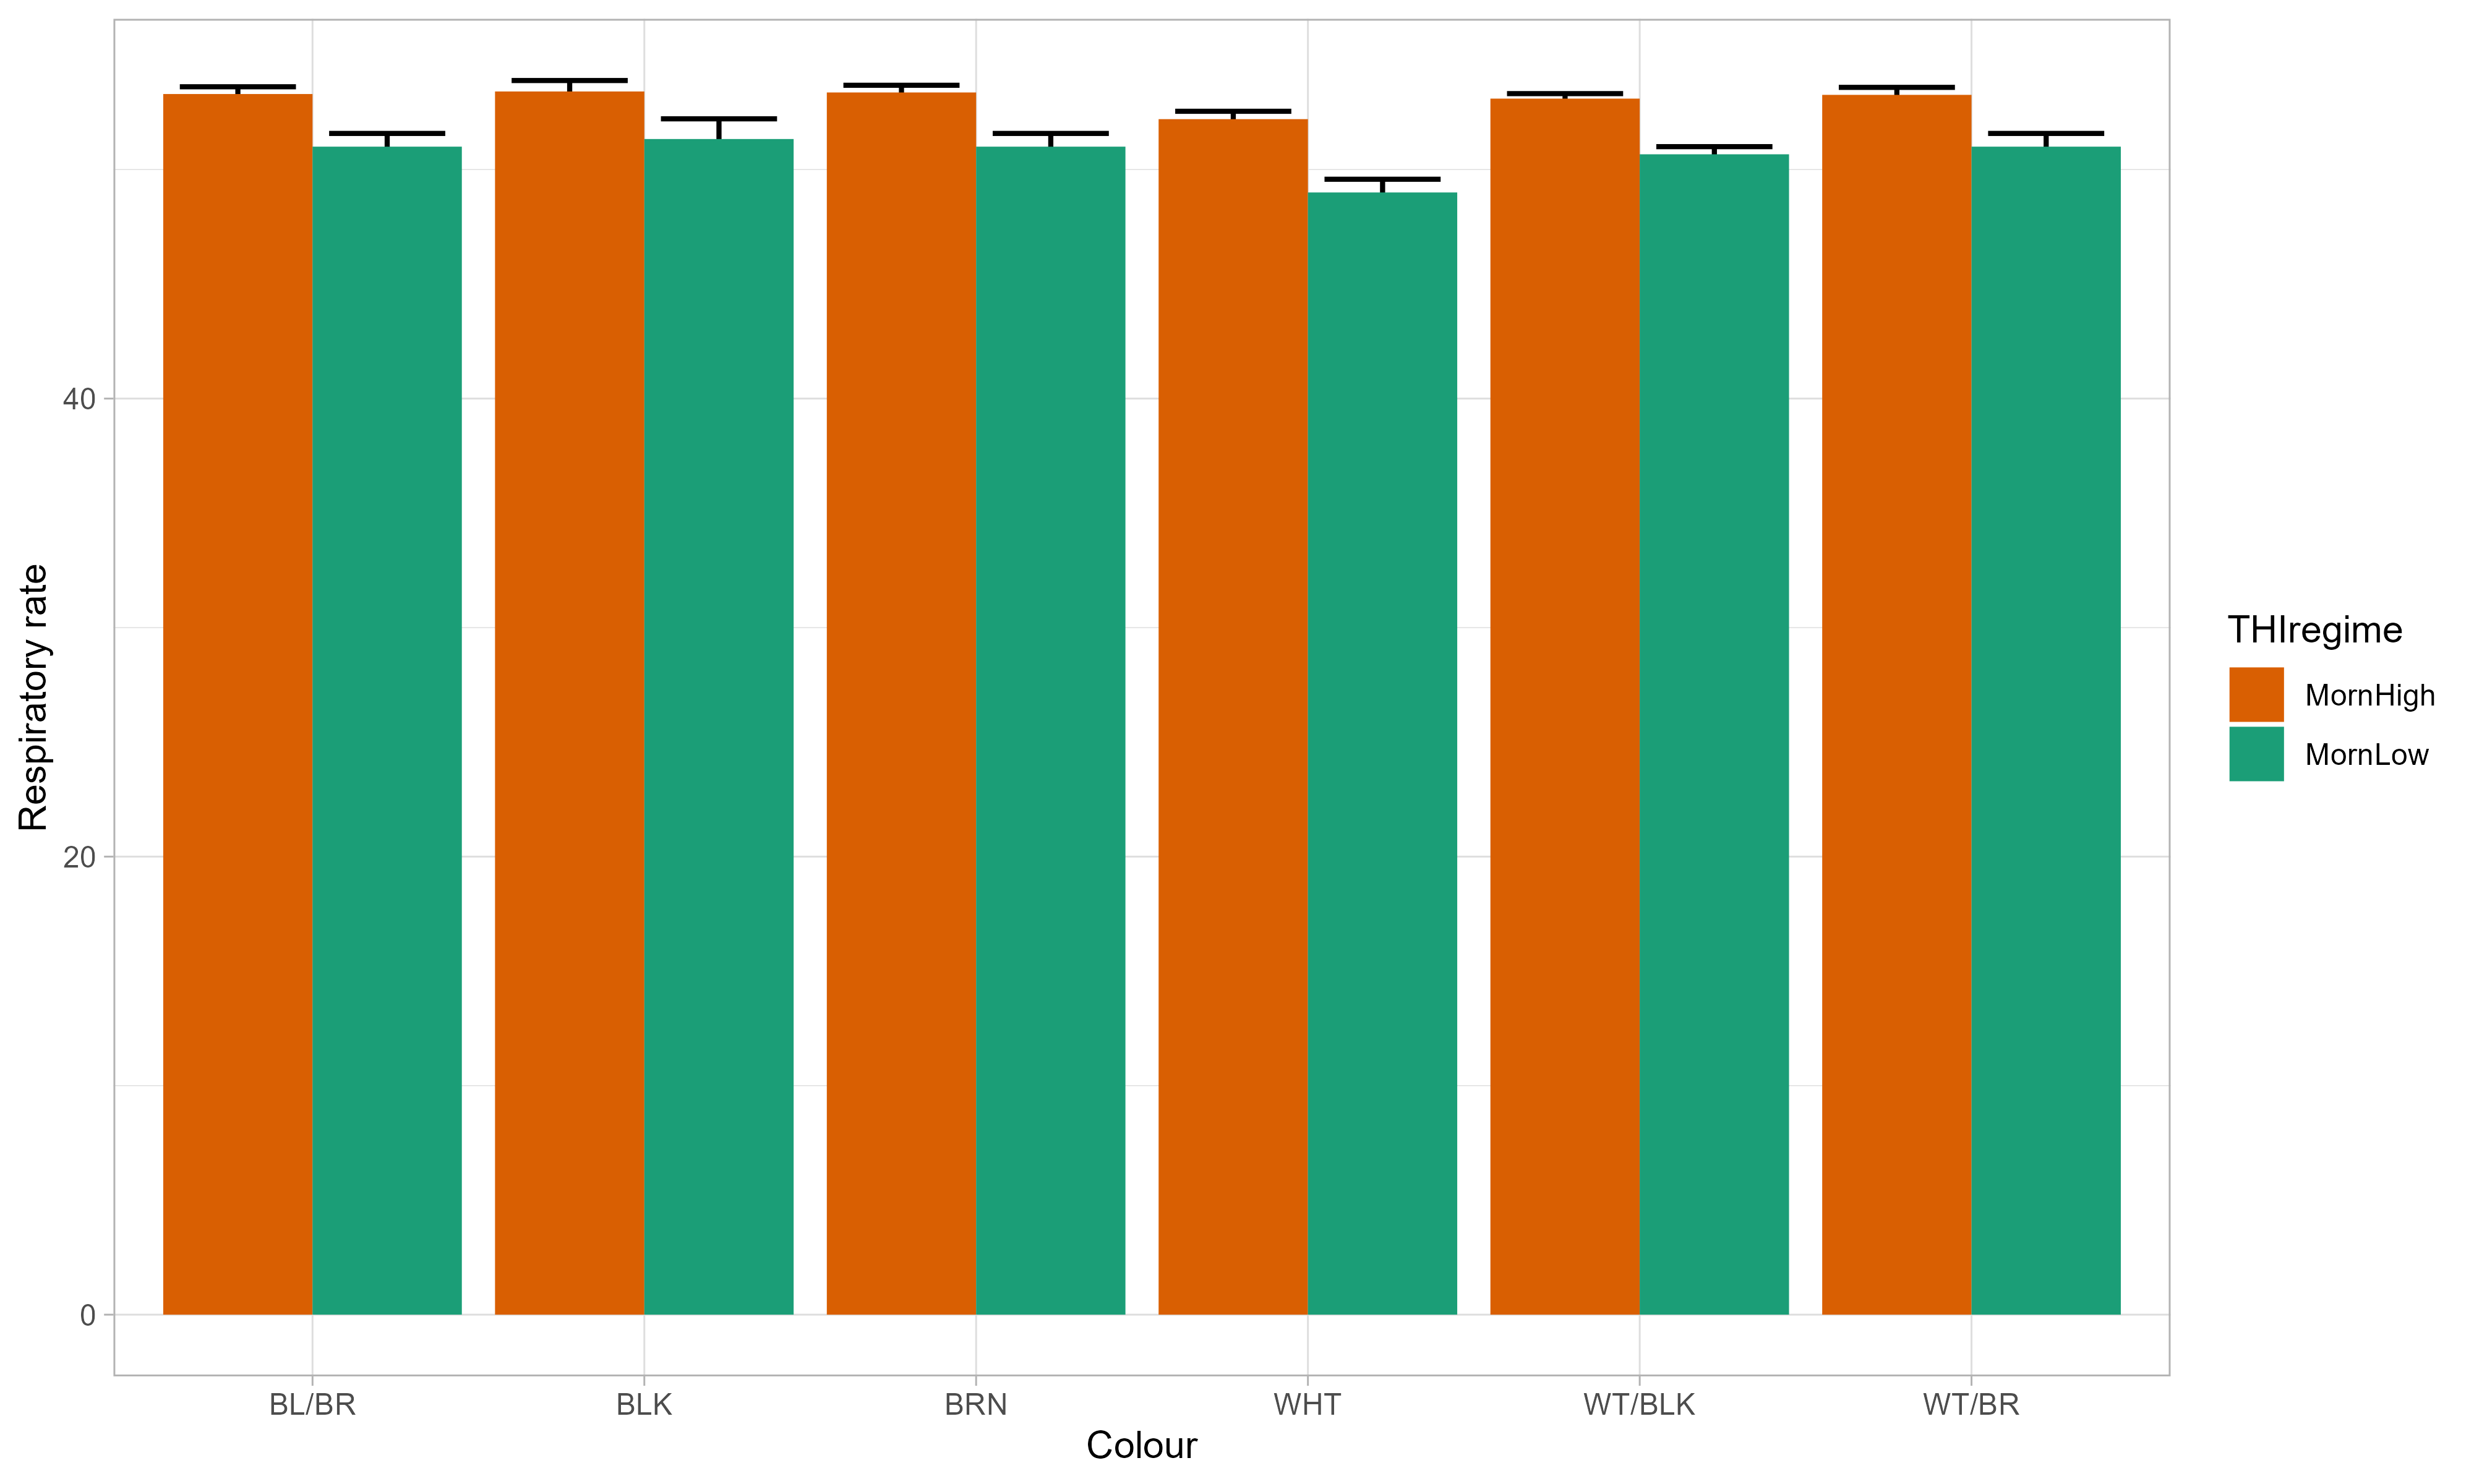 Respiratory rate
40
20
0
BL/BR BLK BRN WHT WT/BLK WT/BR
Colour
THIregime
MornHigh
MornLow